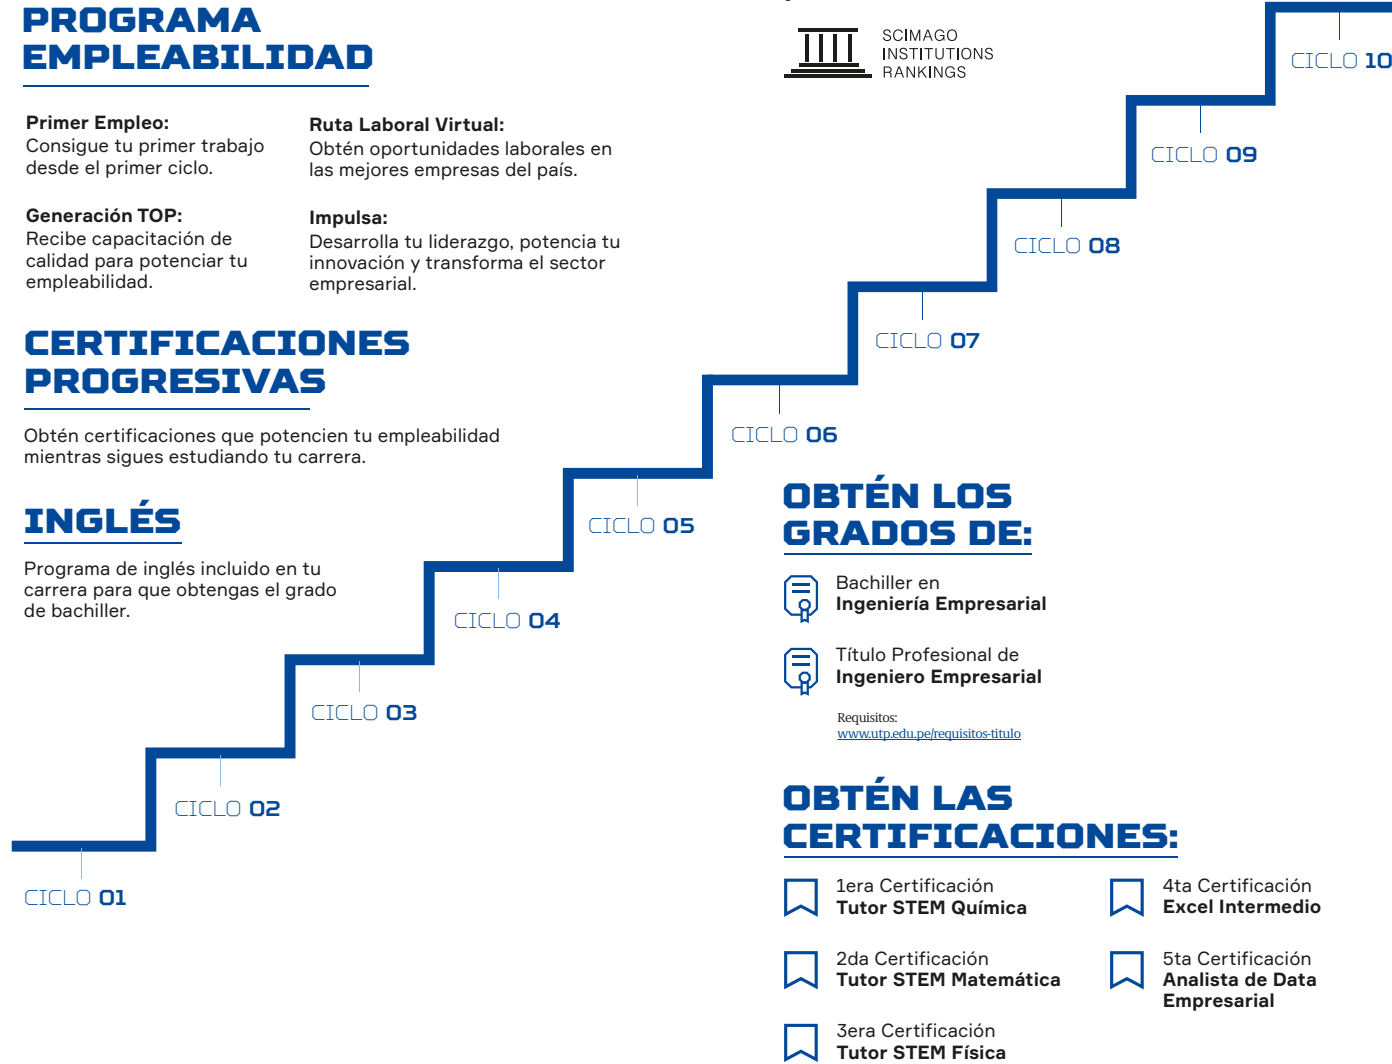 PROGRAMA
EMPLEABILIDAD
Primer Empleo:
Consigue tu primer trabajo
desde el primer ciclo.
Ruta Laboral Virtual:
Obtén oportunidades laborales en
las mejores empresas del país.
Generación TOP:
Recibe capacitación de
calidad para potenciar tu
empleabilidad.
Impulsa:
Desarrolla tu liderazgo, potencia tu
innovación y transforma el sector
empresarial.
CERTIFICACIONES
PROGRESIVAS
Obtén certificaciones que potencien tu empleabilidad
mientras sigues estudiando tu carrera.
INGLÉS
Programa de inglés incluido en tu
carrera para que obtengas el grado
de bachiller.
SCIMAGO
INSTITUTIONS
RANKINGS
CICLO 10
CICLO 09
CICLO 08
CICLO 07
CICLO 06
CICLO 05
CICLO 04
CICLO 03
CICLO 02
CICLO 01
OBTÉN LOS
GRADOS DE:
Bachiller en
Ingeniería Empresarial
Título Profesional de
Ingeniero Empresarial
Requisitos:
www.utp.edu.pe/requisitos-titulo
OBTÉN LAS
CERTIFICACIONES:
1era Certificación
Tutor STEM Química
2da Certificación
Tutor STEM Matemática
3era Certificación
Tutor STEM Física
4ta Certificación
Excel Intermedio
5ta Certificación
Analista de Data
Empresarial